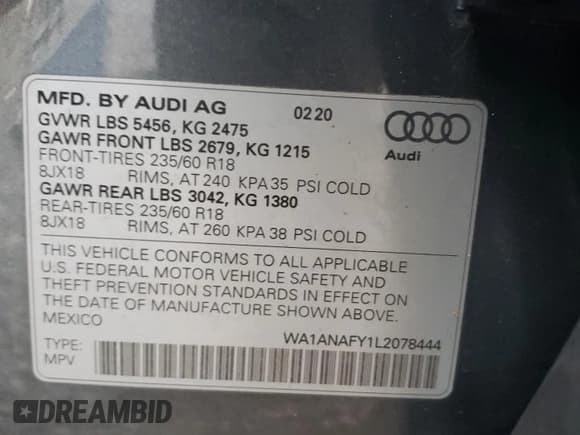 MFD. BY AUDI AG 02 20
GVWR LBS 5456, KG 2475
GAWR FRONT LBS 2679, KG 1215
FRONT-TIRES 235/60 R18
8JX18 RIMS, AT 240 KPA 35 PSI COLD
GAWR REAR LBS 3042, KG 1380
REAR-TIRES 235/60 R18
8JX18 RIMS, AT 260 KPA 38 PSI COLD
Audi
THIS VEHICLE CONFORMS TO ALL APPLICABLE
U.S. FEDERAL MOTOR VEHICLE SAFETY AND
THEFT PREVENTION STANDARDS IN EFFECT ON
THE DATE OF MANUFACTURE SHOWN ABOVE.
MEXICO WA1ANAFY1L2078444
TYPE:
MPV
DREAMBID